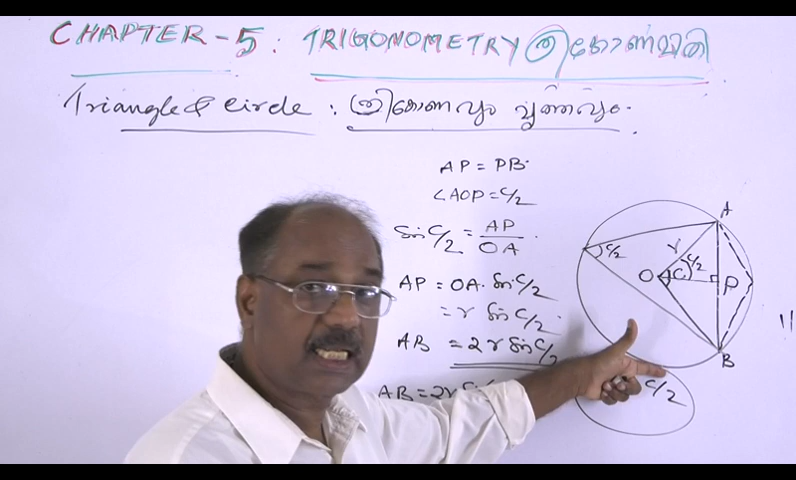 CHAPTER - 5 : TRIGONOMETRY ത്രികോണമിതി
Triangle & circle : ത്രികോണവും വൃത്തവും.
AP = PB.
∠AOP = C/2
Sin C/2 = AP / OA
AP = OA. Sin C/2
= r Sin C/2
AB = 2r Sin C/2
AB = 2r
C/2
A
C/2
r
C/2
O
C
P
B